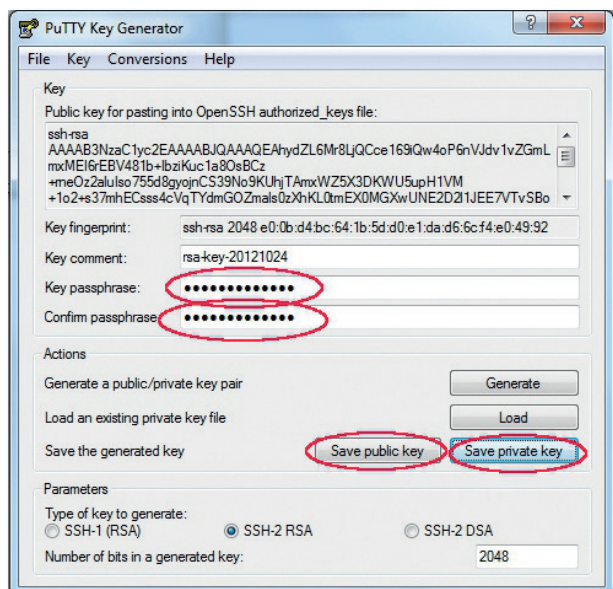 PuTTY Key Generator
File Key Conversions Help
Key
Public key for pasting into OpenSSH authorized_keys file:
ssh-rsa
AAAAB3NzaC1yc2EAAAABJQAAAQEAhydZL6Mr8LjQCce169iQw4oP6nVJdv1vZGmL
mxMEI6rEBV481b+IbziKuc1a8OsBCz
+meOz2aluIso755d8gyojnCS39No9KUhjTAmxWZ5X3DKWU5upH1VM
+1o2+s37mhECsss4cVqTYdmGOZmals0zXhKL0tmEX0MGXwUNE2D2I1JEE7VTvSBo
Key fingerprint: ssh-rsa 2048 e0:0b:d4:bc:64:1b:5d:d0:e1:da:d6:6c:f4:e0:49:92
Key comment: rsa-key-20121024
Key passphrase: ●●●●●●●●●●●●●
Confirm passphrase: ●●●●●●●●●●●●●
Actions
Generate a public/private key pair Generate
Load an existing private key file Load
Save the generated key Save public key Save private key
Parameters
Type of key to generate:
SSH-1 (RSA) SSH-2 RSA SSH-2 DSA
Number of bits in a generated key: 2048